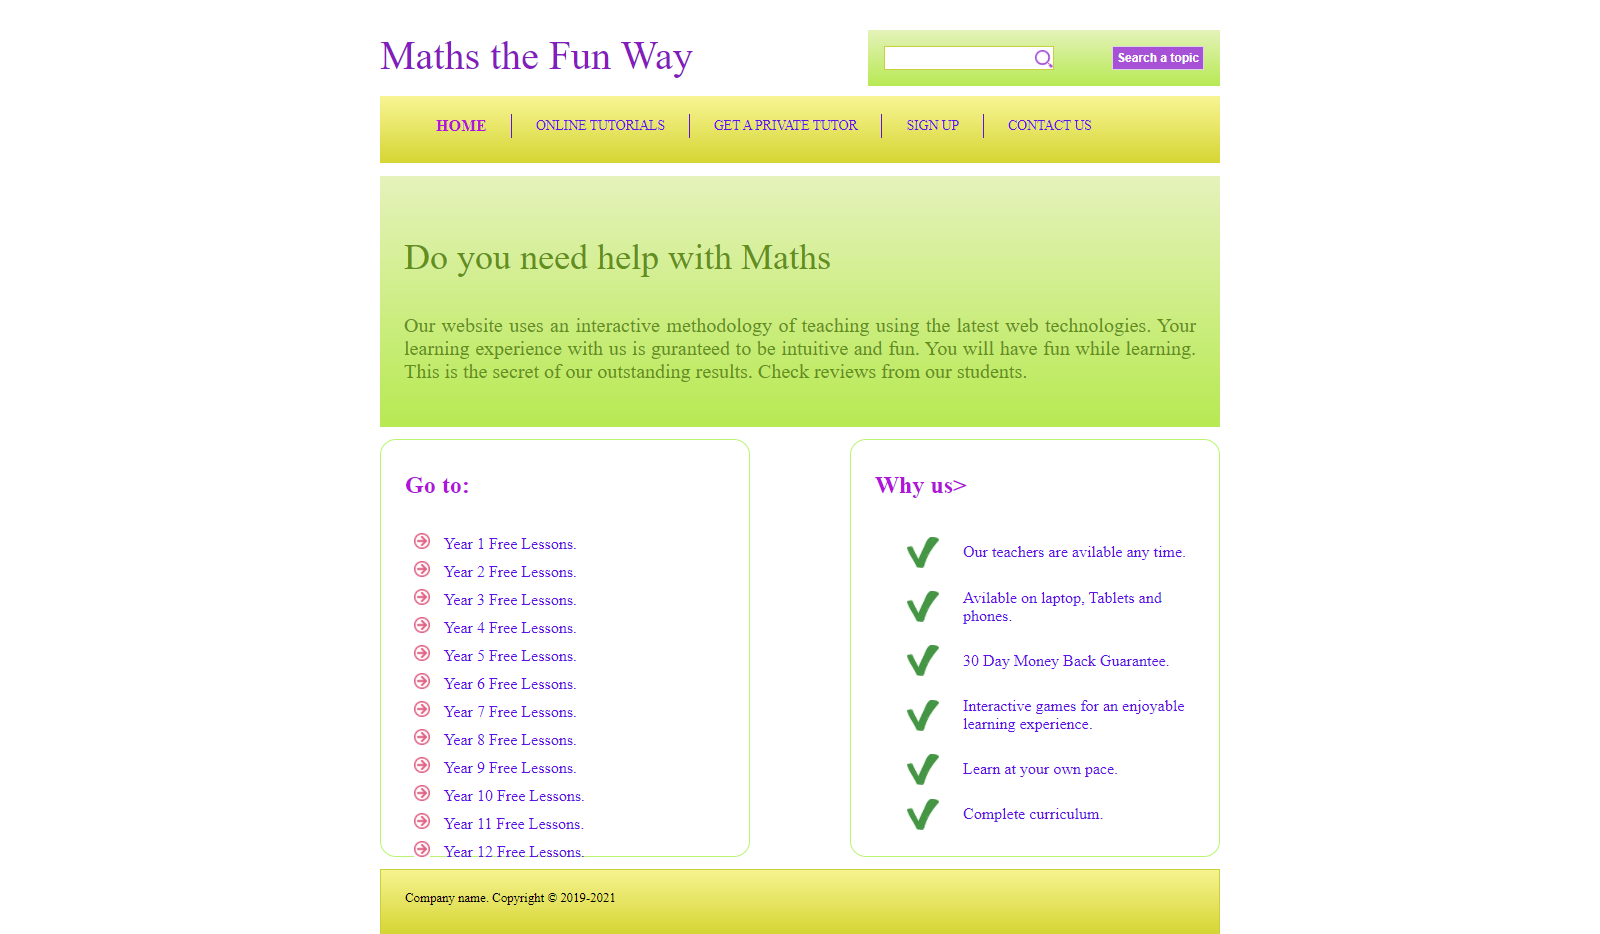 Maths the Fun Way
Search a topic
HOME
ONLINE TUTORIALS
GET A PRIVATE TUTOR
SIGN UP
CONTACT US
Do you need help with Maths
Our website uses an interactive methodology of teaching using the latest web technologies. Your
learning experience with us is guranteed to be intuitive and fun. You will have fun while learning.
This is the secret of our outstanding results. Check reviews from our students.
Go to:
Year 1 Free Lessons.
Year 2 Free Lessons.
Year 3 Free Lessons.
Year 4 Free Lessons.
Year 5 Free Lessons.
Year 6 Free Lessons.
Year 7 Free Lessons.
Year 8 Free Lessons.
Year 9 Free Lessons.
Year 10 Free Lessons.
Year 11 Free Lessons.
Year 12 Free Lessons.
Why us>
Our teachers are avilable any time.
Avilable on laptop, Tablets and
phones.
30 Day Money Back Guarantee.
Interactive games for an enjoyable
learning experience.
Learn at your own pace.
Complete curriculum.
Company name. Copyright © 2019-2021